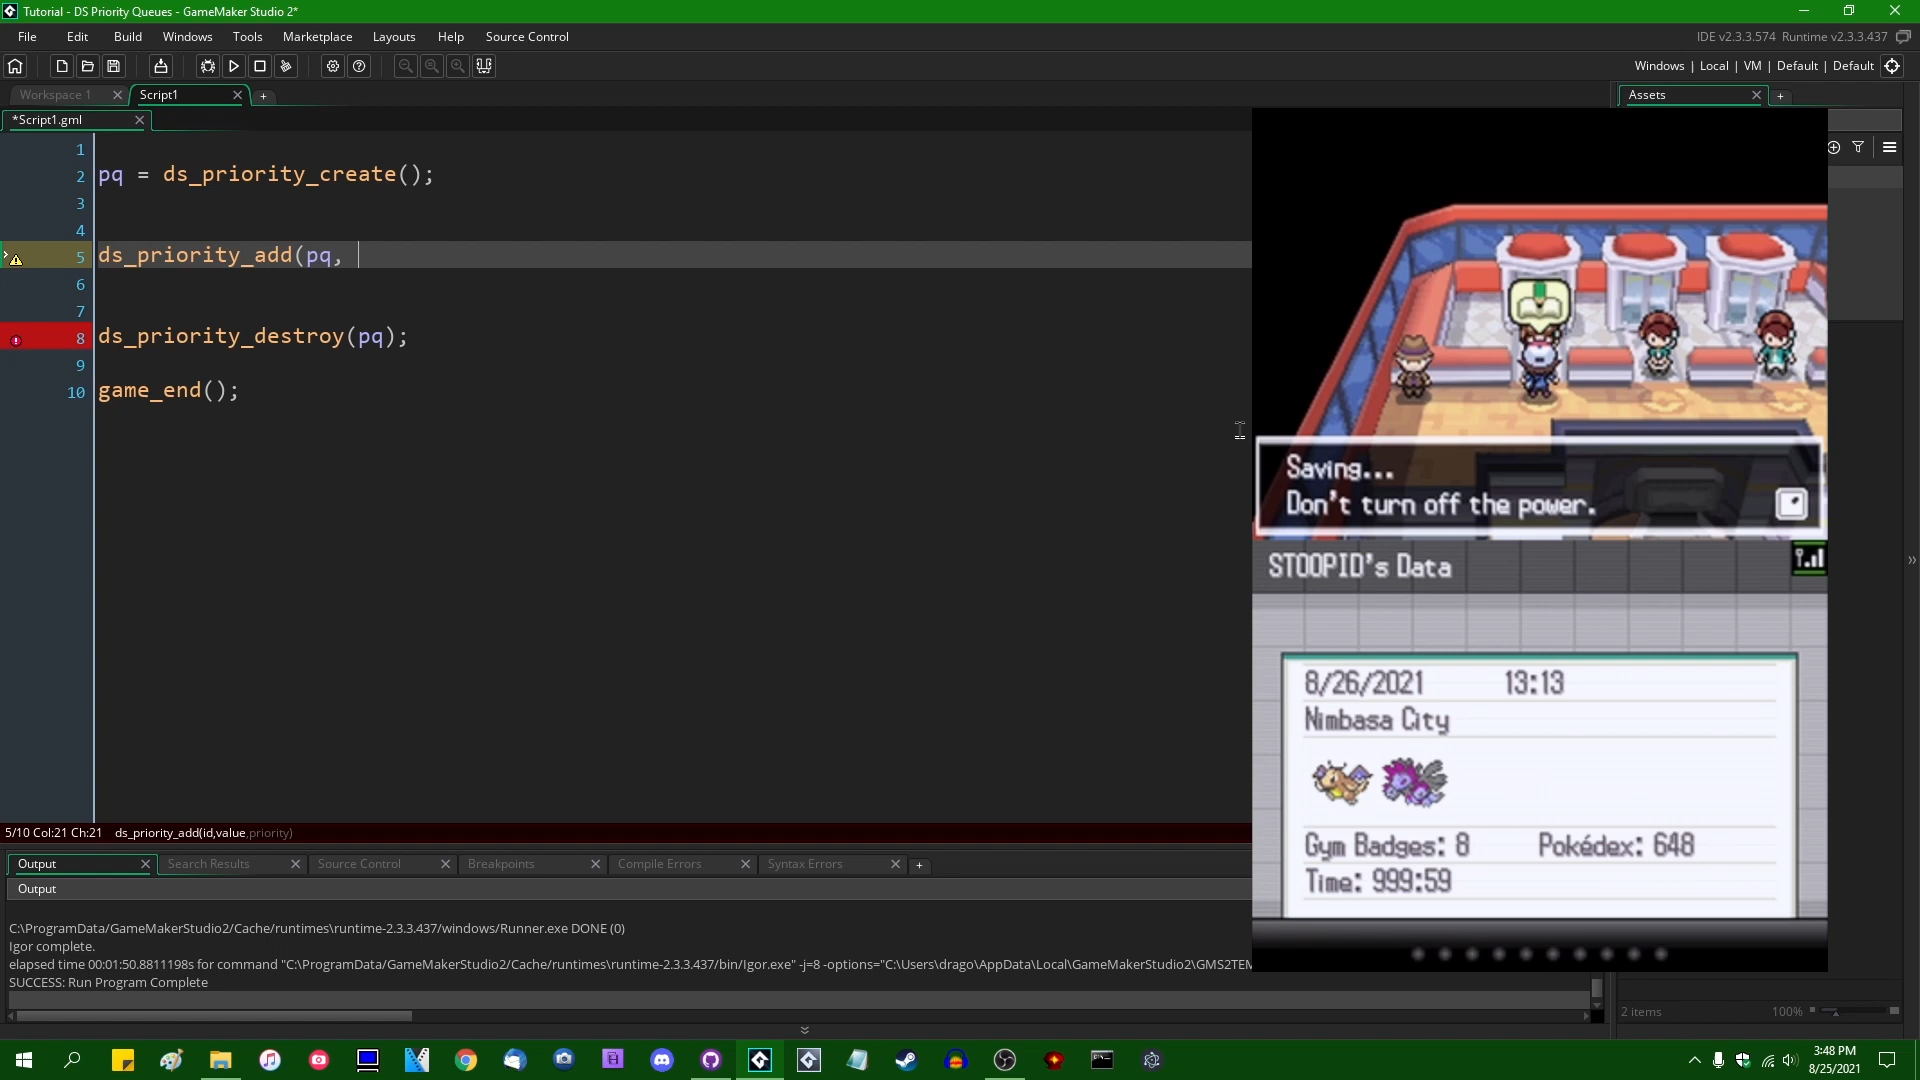 Tutorial - DS Priority Queues - GameMaker Studio 2*
File Edit Build Windows Tools Marketplace Layouts Help Source Control
IDE v2.3.3.574 Runtime v2.3.3.437
Windows | Local | VM | Default | Default
Workspace 1
Script1
+
Assets
+
*Script1.gml
1
2 pq = ds_priority_create();
3
4
5 ds_priority_add(pq,
6
7
8 ds_priority_destroy(pq);
9
10 game_end();
Saving...
Don't turn off the power.
STOOPID's Data
8/26/2021 13:13
Nimbasa City
Gym Badges: 8 Pokédex: 648
Time: 999:59
5/10 Col:21 Ch:21 ds_priority_add(id,value,priority)
Output Search Results Source Control Breakpoints Compile Errors Syntax Errors +
Output
C:\ProgramData/GameMakerStudio2/Cache/runtimes\runtime-2.3.3.437/windows/Runner.exe DONE (0)
Igor complete.
elapsed time 00:01:50.8811198s for command "C:\ProgramData/GameMakerStudio2/Cache/runtimes\runtime-2.3.3.437/bin/Igor.exe" -j=8 -options="C:\Users\drago\AppData\Local\GameMakerStudio2\GMS2TEM
SUCCESS: Run Program Complete
2 items 100%
3:48 PM
8/25/2021